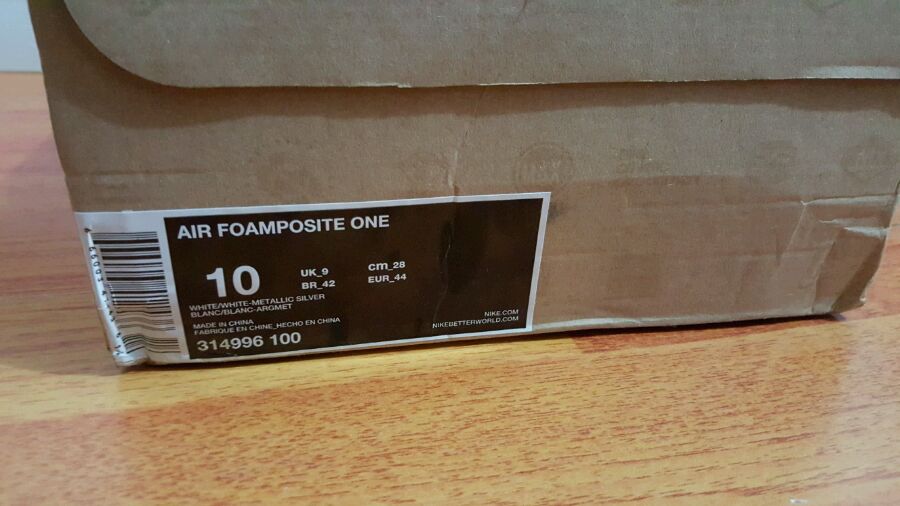 AIR FOAMPOSITE ONE
10
UK_9
cm_28
BR_42
EUR_44
WHITE/WHITE-METALLIC SILVER
BLANC/BLANC-ARGMET
MADE IN CHINA
FABRIQUE EN CHINE_HECHO EN CHINA
314996 100
NIKE.COM
NIKEBETTERWORLD.COM